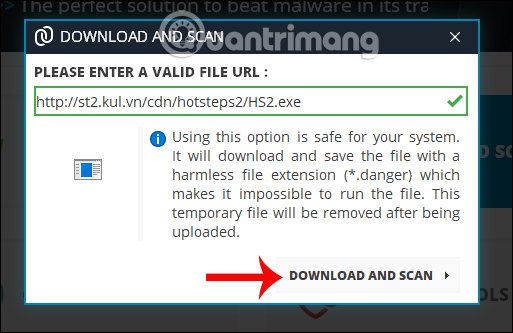 > The perfect solution to beat malware in its tra
@uantrimang
DOWNLOAD AND SCAN
PLEASE ENTER A VALID FILE URL :
http://st2.kul.vn/cdn/hotsteps2/HS2.exe
Using this option is safe for your system.
It will download and save the file with a
harmless file extension (*.danger) which
makes it impossible to run the file. This
temporary file will be removed after being
uploaded.
DOWNLOAD AND SCAN